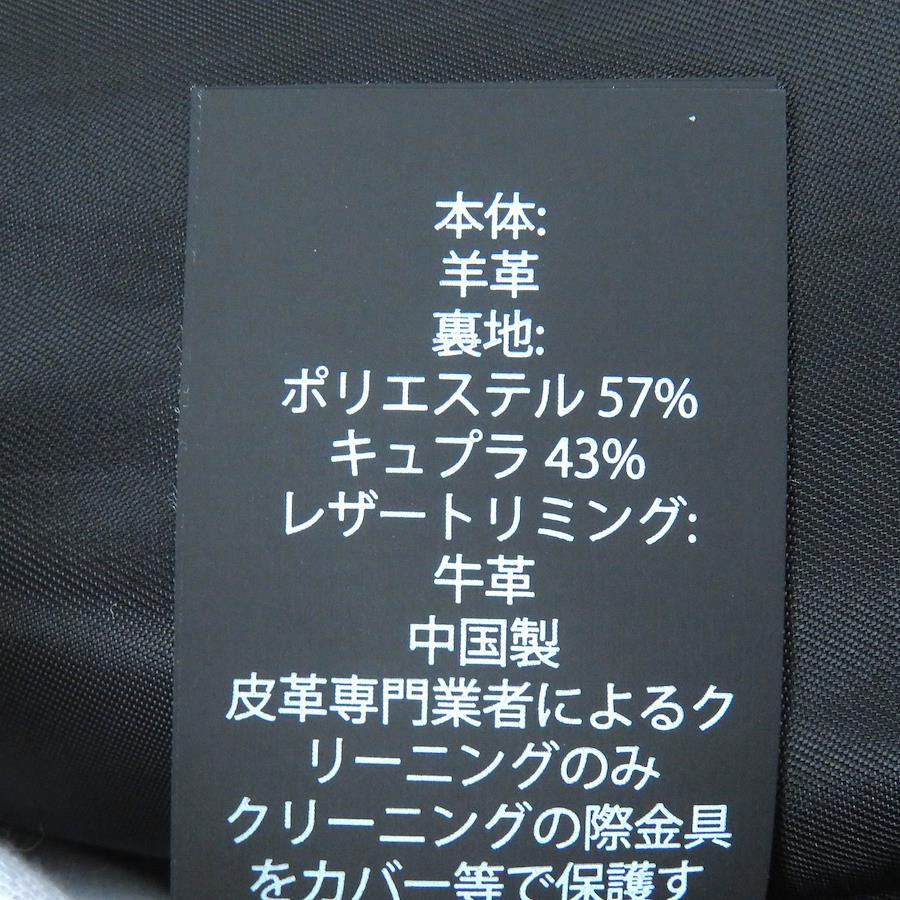 本体:
羊革
裏地:
ポリエステル 57%
キュプラ 43%
レザートリミング:
牛革
中国製
皮革専門業者によるク
リーニングのみ
クリーニングの際金具
をカバー等で保護す